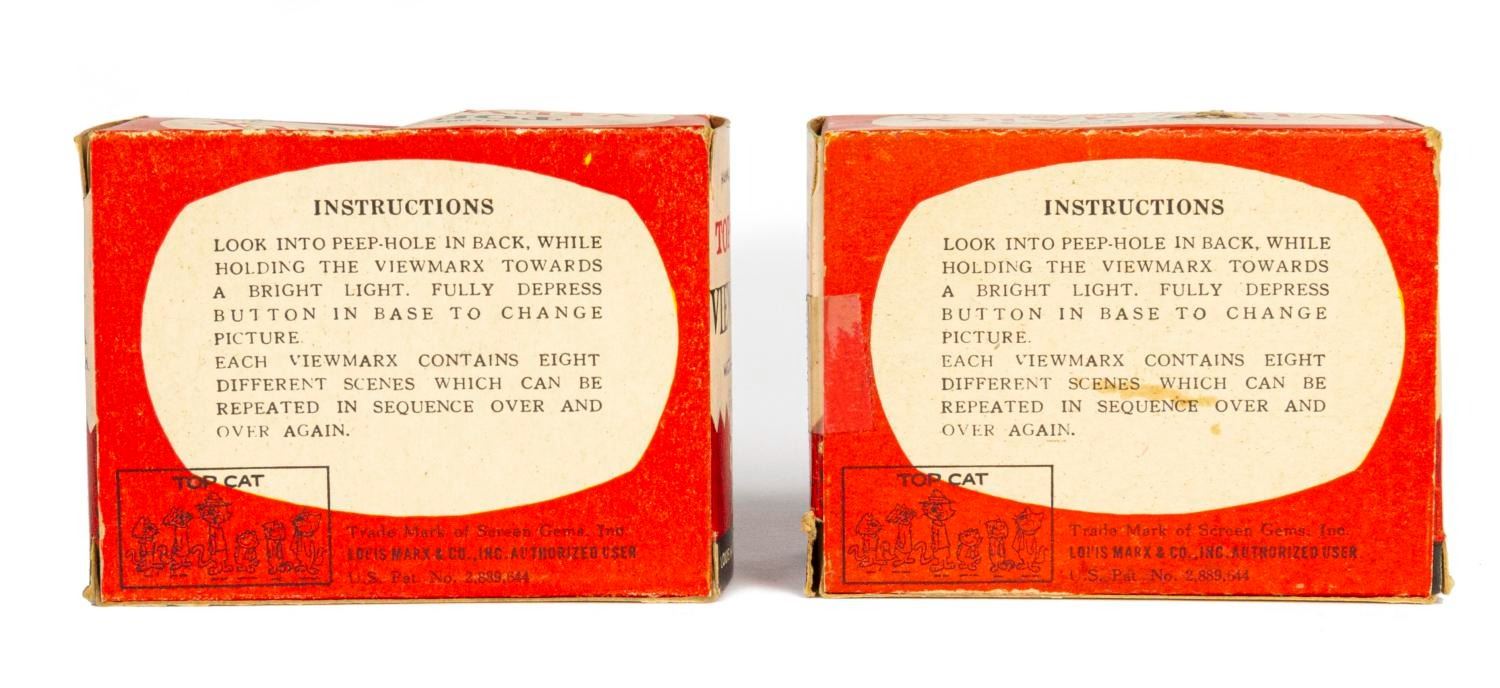 INSTRUCTIONS
LOOK INTO PEEP-HOLE IN BACK, WHILE
HOLDING THE VIEWMARX TOWARDS
A BRIGHT LIGHT. FULLY DEPRESS
BUTTON IN BASE TO CHANGE
PICTURE.
EACH VIEWMARX CONTAINS EIGHT
DIFFERENT SCENES WHICH CAN BE
REPEATED IN SEQUENCE OVER AND
OVER AGAIN.
TOP CAT
Trade Mark of Screen Gems, Inc.
LOUIS MARX & CO., INC. AUTHORIZED USER
U.S. Pat. No. 2,889,644
INSTRUCTIONS
LOOK INTO PEEP-HOLE IN BACK, WHILE
HOLDING THE VIEWMARX TOWARDS
A BRIGHT LIGHT. FULLY DEPRESS
BUTTON IN BASE TO CHANGE
PICTURE.
EACH VIEWMARX CONTAINS EIGHT
DIFFERENT SCENES WHICH CAN BE
REPEATED IN SEQUENCE OVER AND
OVER AGAIN.
TOP CAT
Trade Mark of Screen Gems, Inc.
LOUIS MARX & CO., INC. AUTHORIZED USER
U.S. Pat. No. 2,889,644